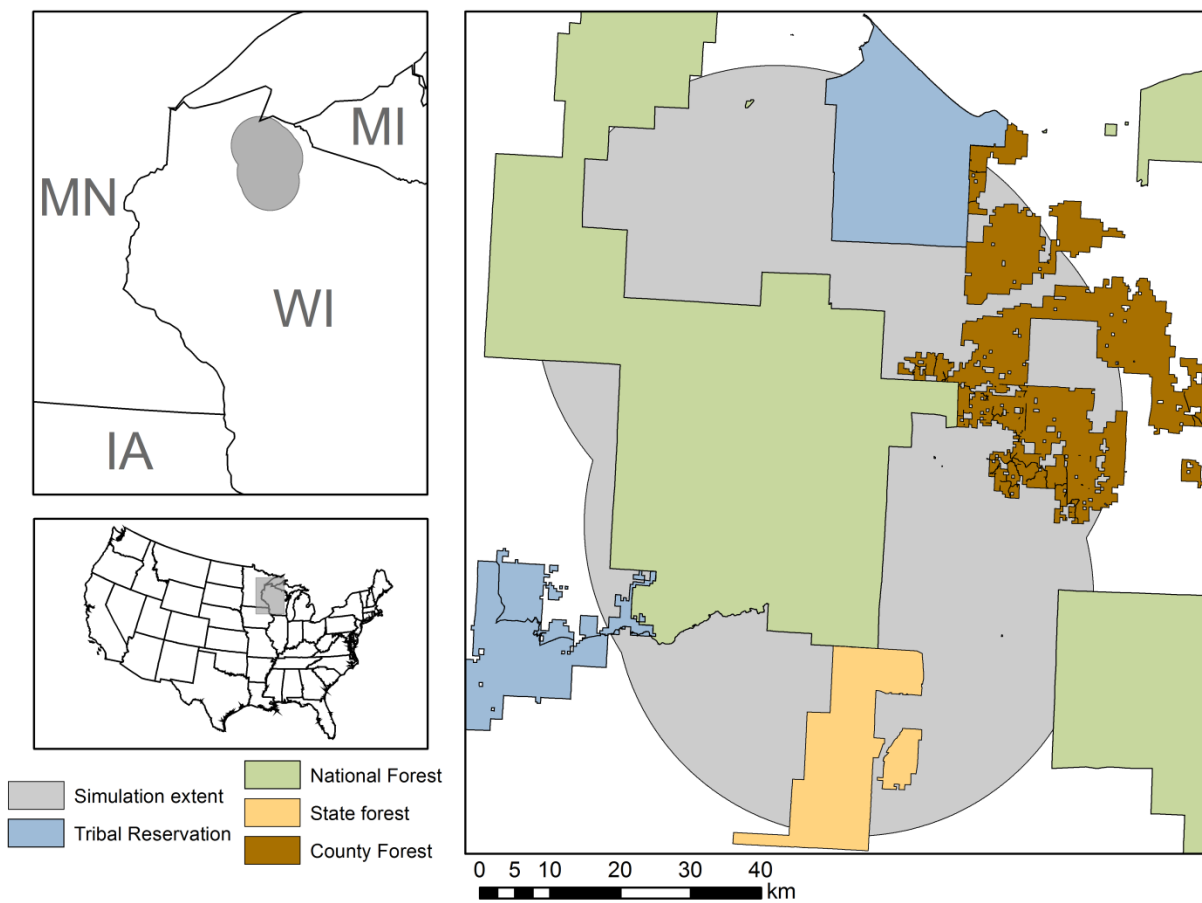 MI
MN
WI
IA
National Forest
Simulation extent
State forest
Tribal Reservation
County Forest
0 5 10 20 30 40
km